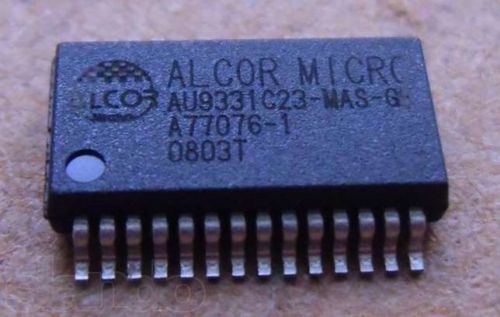 ALCOR
ALCOR MICRO
AU9331C23-MAS-G
A77076-1
0803T